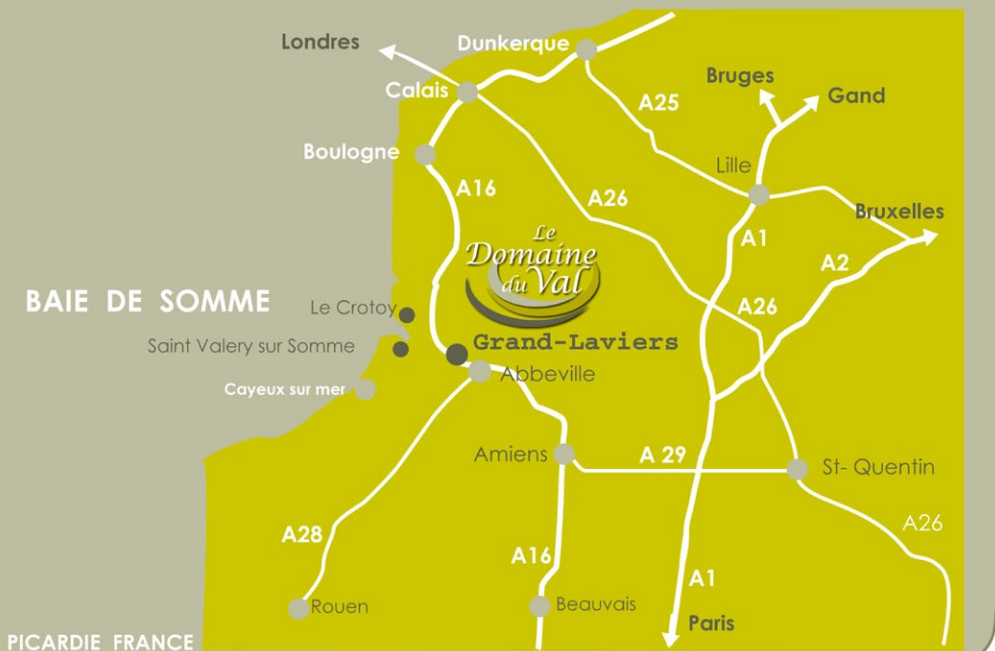 Londres
Dunkerque
Bruges
Gand
Calais
A25
Boulogne
Lille
A16
A26
Bruxelles
Le
Domaine
du Val
A1
A2
BAIE DE SOMME
Le Crotoy
A26
Saint Valery sur Somme
Grand-Laviers
Abbeville
Cayeux sur mer
Amiens
A 29
St- Quentin
A28
A26
A16
A1
Rouen
Beauvais
Paris
PICARDIE FRANCE